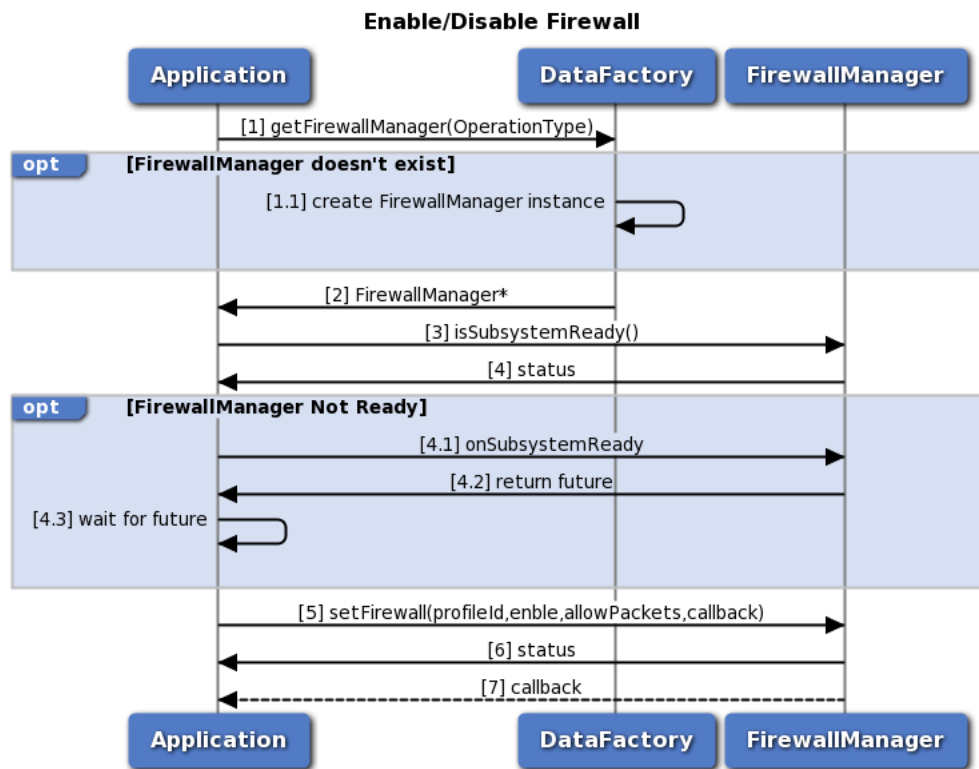 Enable/Disable Firewall
Application DataFactory FirewallManager
[1] getFirewallManager(OperationType)
opt [FirewallManager doesn't exist]
[1.1] create FirewallManager instance
[2] FirewallManager*
[3] isSubsystemReady()
[4] status
opt [FirewallManager Not Ready]
[4.1] onSubsystemReady
[4.2] return future
[4.3] wait for future
[5] setFirewall(profileId,enble,allowPackets,callback)
[6] status
[7] callback
Application DataFactory FirewallManager